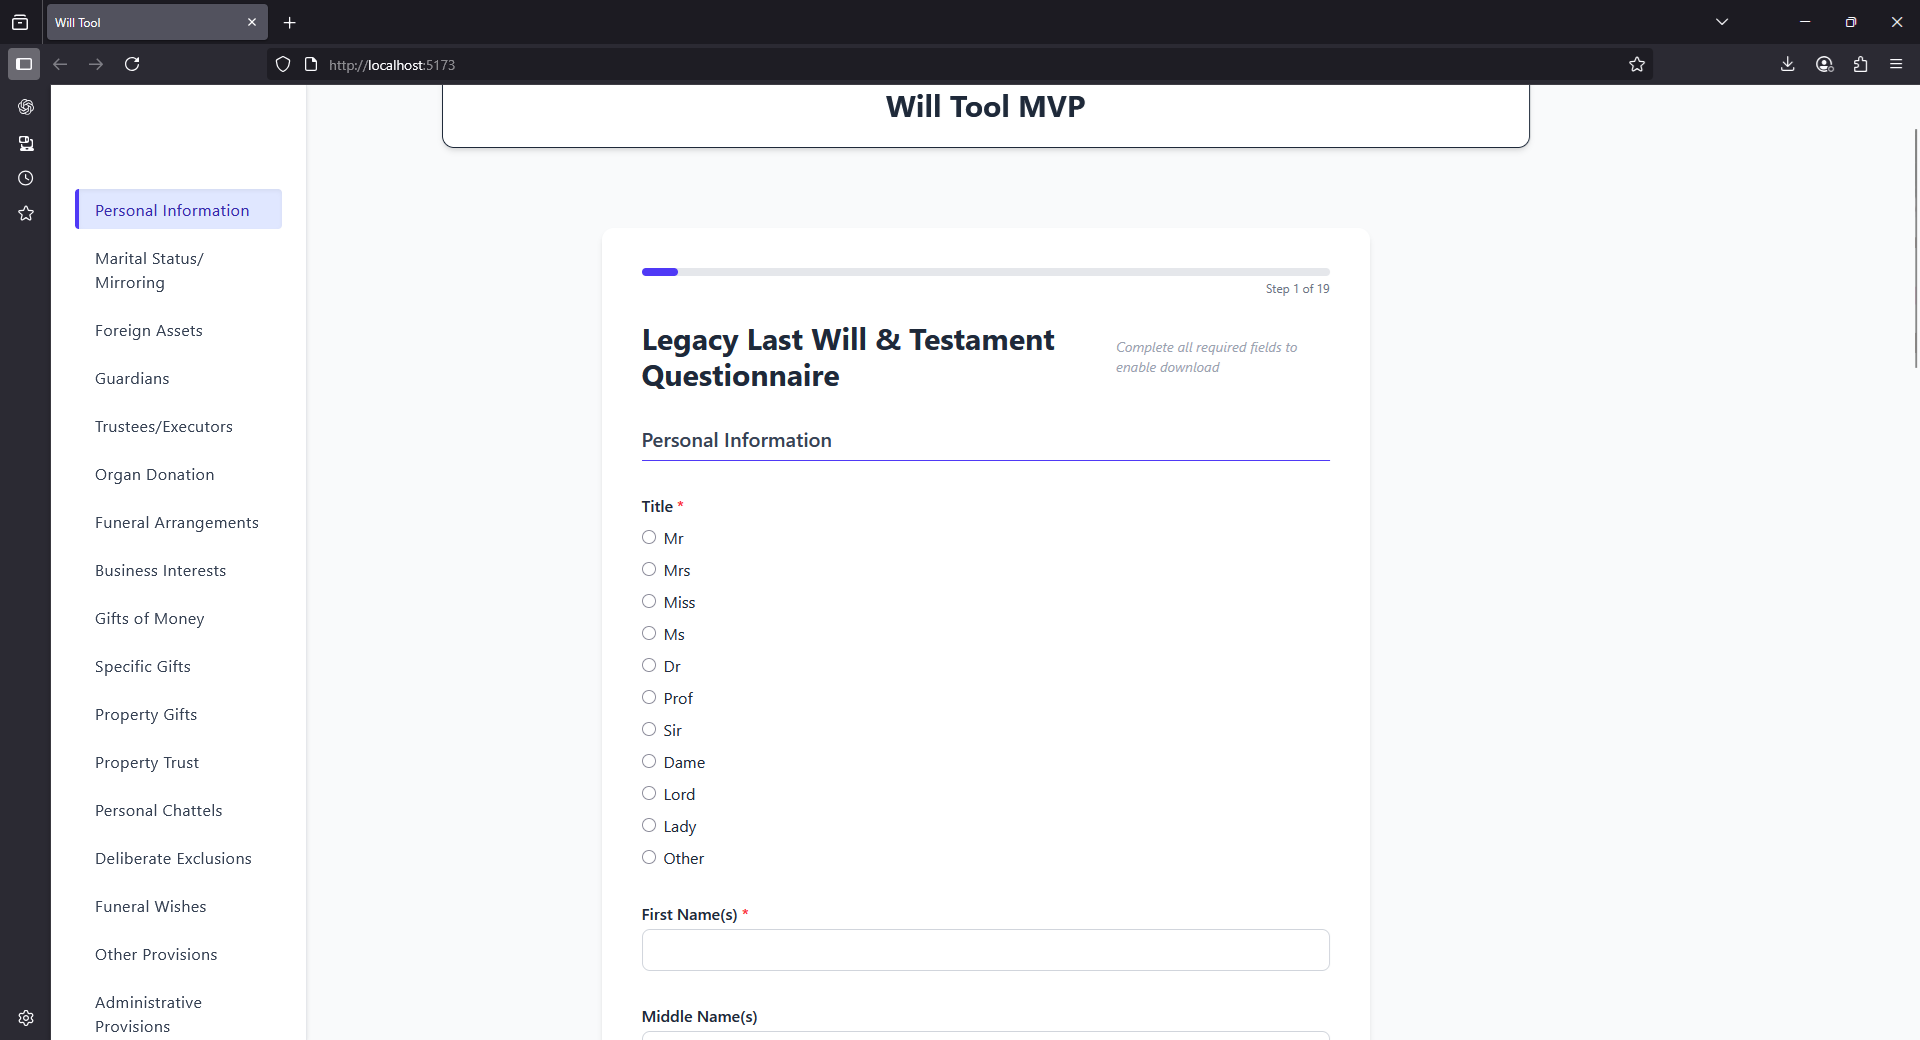 Will Tool
http://localhost:5173
Will Tool MVP
Personal Information
Marital Status/
Mirroring
Foreign Assets
Guardians
Trustees/Executors
Organ Donation
Funeral Arrangements
Business Interests
Gifts of Money
Specific Gifts
Property Gifts
Property Trust
Personal Chattels
Deliberate Exclusions
Funeral Wishes
Other Provisions
Administrative
Provisions
Step 1 of 19
Legacy Last Will & Testament
Questionnaire
Complete all required fields to
enable download
Personal Information
Title *
Mr
Mrs
Miss
Ms
Dr
Prof
Sir
Dame
Lord
Lady
Other
First Name(s) *
Middle Name(s)